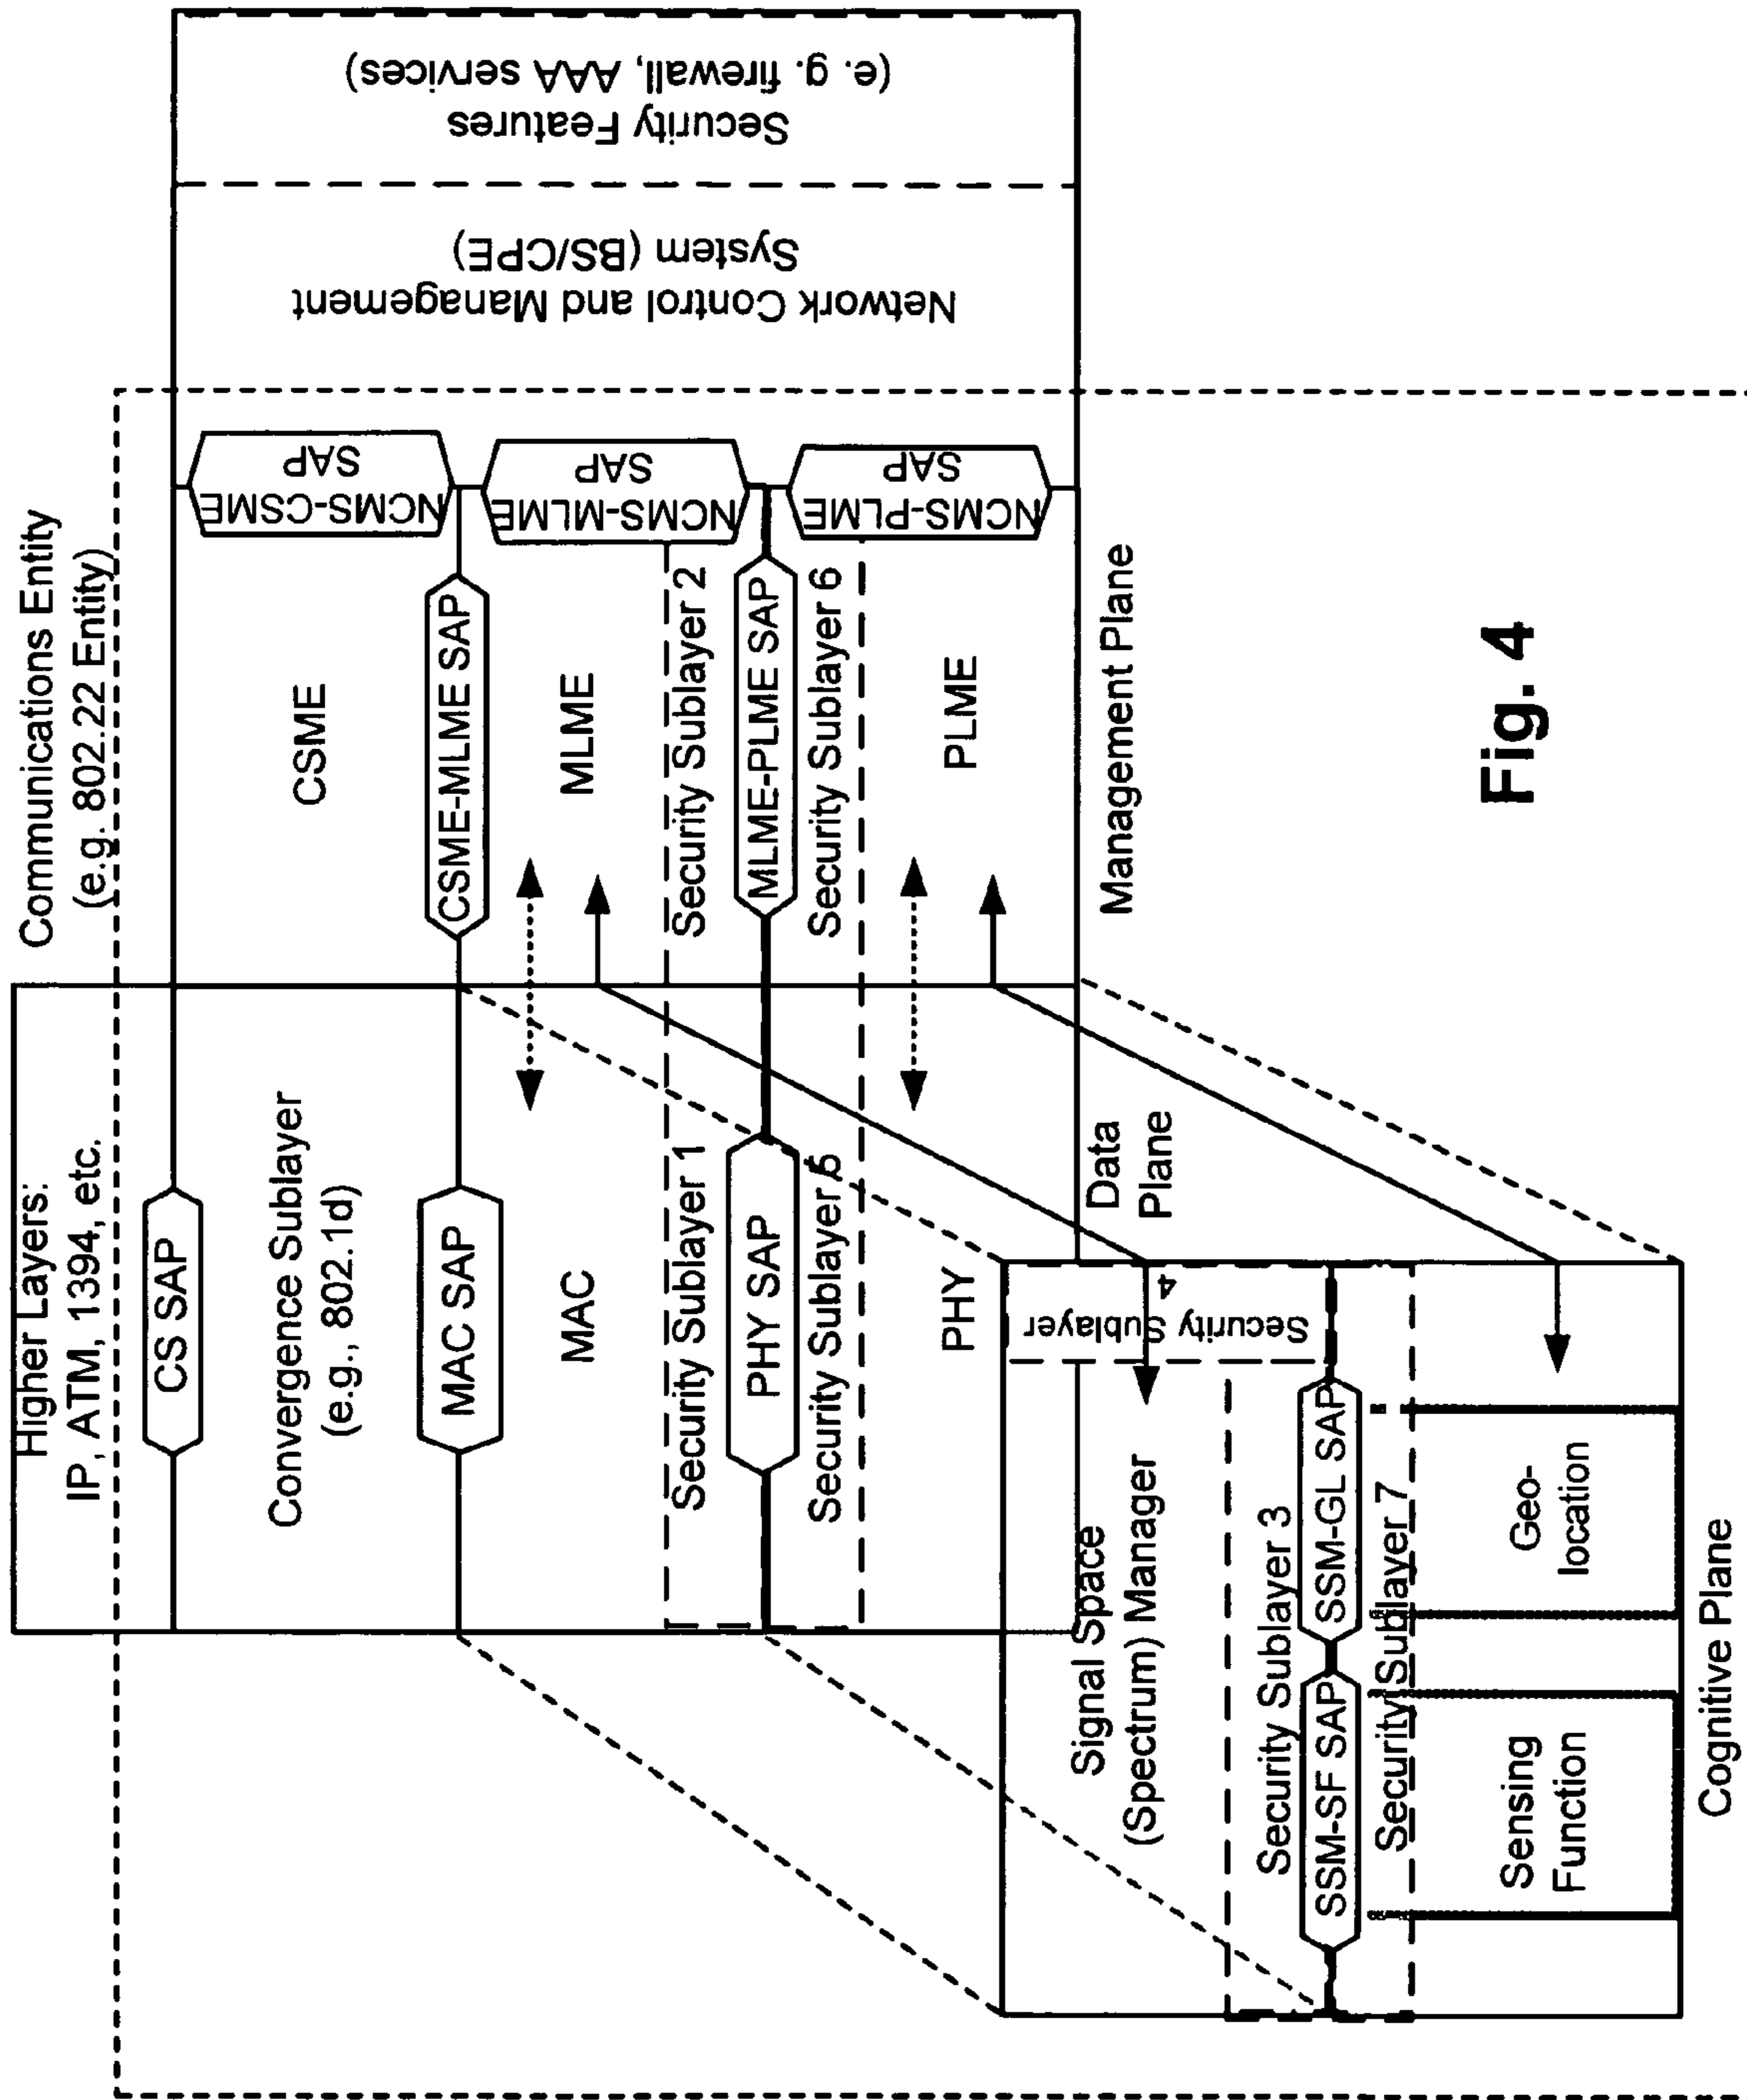 Communications Entity
(e.g. 802.22 Entity)
Higher Layers:
IP, ATM, 1394, etc.
CS SAP
Convergence Sublayer
(e.g., 802.1d)
MAC SAP
MAC
Security Sublayer 1
PHY SAP
Security Sublayer 5
PHY
Data
Plane
CSME
CSME-MLME SAP
MLME
Security Sublayer 2
MLME-PLME SAP
Security Sublayer 6
PLME
Management Plane
NCMS-CSME
SAP
NCMS-MLME
SAP
NCMS-PLME
SAP
Network Control and Management
System (BS/CPE)
Security Features
(e. g. firewall, AAA services)
Signal Space
(Spectrum) Manager
Security Sublayer
4
Security Sublayer 3
SSM-SF SAP
SSM-GL SAP
Security Sublayer 7
Sensing
Function
Geo-
location
Cognitive Plane
Fig. 4